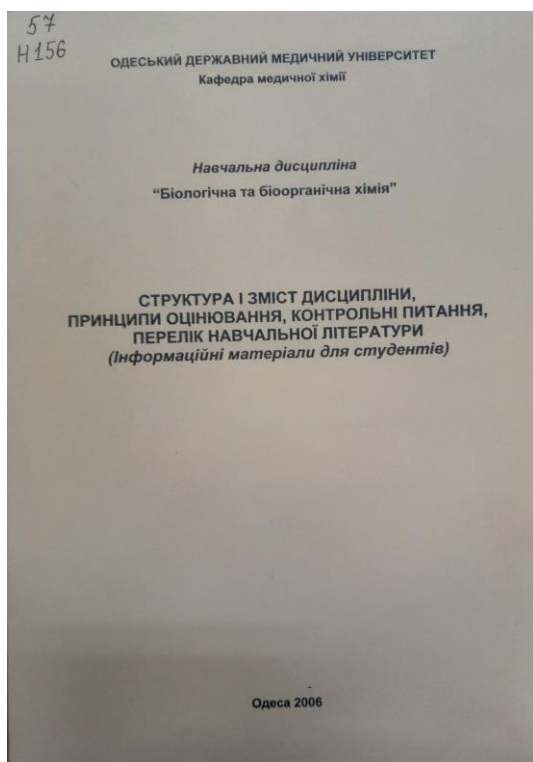 57
Н156
ОДЕСЬКИЙ ДЕРЖАВНИЙ МЕДИЧНИЙ УНІВЕРСИТЕТ
Кафедра медичної хімії
Навчальна дисципліна
“Біологічна та біоорганічна хімія”
СТРУКТУРА І ЗМІСТ ДИСЦИПЛІНИ,
ПРИНЦИПИ ОЦІНЮВАННЯ, КОНТРОЛЬНІ ПИТАННЯ,
ПЕРЕЛІК НАВЧАЛЬНОЇ ЛІТЕРАТУРИ
(Інформаційні матеріали для студентів)
Одеса 2006